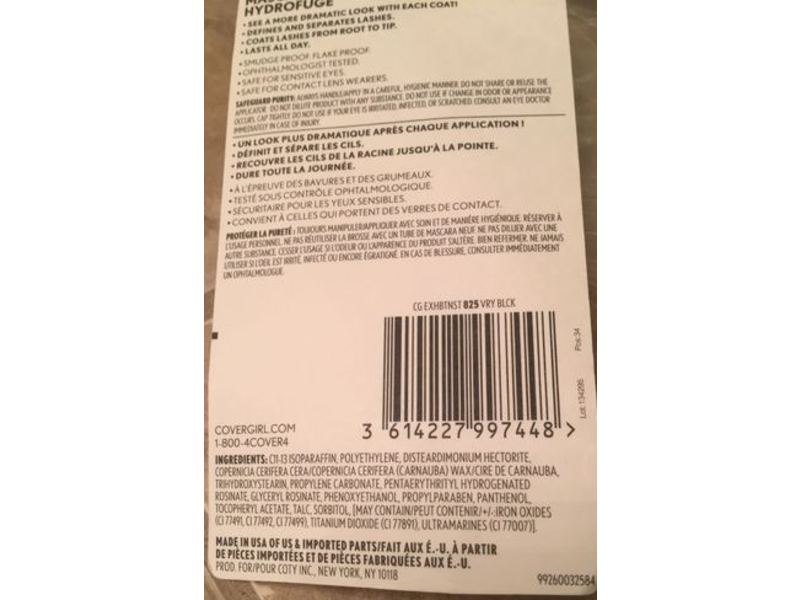 HYDROFUGE
• SEE A MORE DRAMATIC LOOK WITH EACH COAT!
• DEFINES AND SEPARATES LASHES.
• COATS LASHES FROM ROOT TO TIP.
• LASTS ALL DAY.
• SMUDGE PROOF. FLAKE PROOF.
• OPHTHALMOLOGIST TESTED.
• SAFE FOR SENSITIVE EYES.
• SAFE FOR CONTACT LENS WEARERS.
SAFEGUARD PURITY: ALWAYS HANDLE/APPLY IN A CAREFUL, HYGIENIC MANNER. DO NOT SHARE OR REUSE THE
APPLICATOR. DO NOT DILUTE PRODUCT WITH ANY SUBSTANCE. DO NOT USE IF CHANGE IN ODOR OR APPEARANCE
OCCURS. CAP TIGHTLY. DO NOT USE IF YOUR EYE IS IRRITATED, INFECTED, OR SCRATCHED. CONSULT AN EYE DOCTOR
IMMEDIATELY IN CASE OF INJURY.
• UN LOOK PLUS DRAMATIQUE APRÈS CHAQUE APPLICATION !
• DÉFINIT ET SÉPARE LES CILS.
• RECOUVRE LES CILS DE LA RACINE JUSQU'À LA POINTE.
• DURE TOUTE LA JOURNÉE.
• À L'ÉPREUVE DES BAVURES ET DES GRUMEAUX.
• TESTÉ SOUS CONTRÔLE OPHTALMOLOGIQUE.
• SÉCURITAIRE POUR LES YEUX SENSIBLES.
• CONVIENT À CELLES QUI PORTENT DES VERRES DE CONTACT.
PROTÉGER LA PURETÉ : TOUJOURS MANIPULER/APPLIQUER AVEC SOIN ET DE MANIÈRE HYGIÉNIQUE. RÉSERVER À
L'USAGE PERSONNEL. NE PAS RÉUTILISER LA BROSSE AVEC UN TUBE DE MASCARA NEUF. NE PAS DILUER AVEC UNE
AUTRE SUBSTANCE. CESSER L'USAGE SI L'ODEUR OU L'APPARENCE DU PRODUIT S'ALTÈRE. BIEN REFERMER. NE JAMAIS
UTILISER SI L'OEIL EST IRRITÉ, INFECTÉ OU ENCORE ÉGRATIGNÉ. EN CAS DE BLESSURE, CONSULTER IMMÉDIATEMENT
UN OPHTALMOLOGUE.
CG EXHBTNST 825 VRY BLCK
Pos:34
Lot: 134295
3 614227 997448 >
COVERGIRL.COM
1-800-4COVER4
INGREDIENTS: C11-13 ISOPARAFFIN, POLYETHYLENE, DISTEARDIMONIUM HECTORITE,
COPERNICIA CERIFERA CERA/COPERNICIA CERIFERA (CARNAUBA) WAX/CIRE DE CARNAUBA,
TRIHYDROXYSTEARIN, PROPYLENE CARBONATE, PENTAERYTHRITYL HYDROGENATED
ROSINATE, GLYCERYL ROSINATE, PHENOXYETHANOL, PROPYLPARABEN, PANTHENOL,
TOCOPHERYL ACETATE, TALC, SORBITOL, [MAY CONTAIN/PEUT CONTENIR/+/-:IRON OXIDES
(CI 77491, CI 77492, CI 77499), TITANIUM DIOXIDE (CI 77891), ULTRAMARINES (CI 77007)].
MADE IN USA OF US & IMPORTED PARTS/FAIT AUX É.-U. À PARTIR
DE PIÈCES IMPORTÉES ET DE PIÈCES FABRIQUÉES AUX É.-U.
PROD. FOR/POUR COTY INC., NEW YORK, NY 10118
99260032584